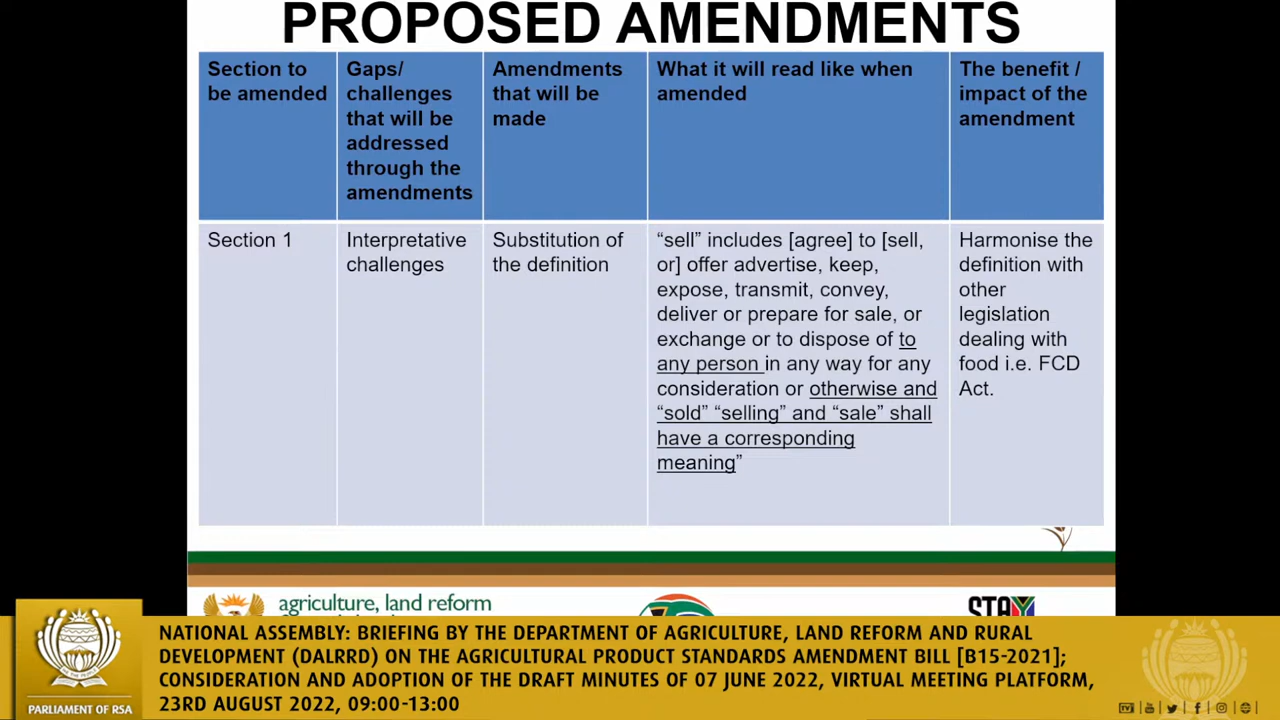 PROPOSED AMENDMENTS
Section to
be amended
Gaps/
challenges
that will be
addressed
through the
amendments
Amendments
that will be
made
What it will read like when
amended
The benefit /
impact of the
amendment
Section 1
Interpretative
challenges
Substitution of
the definition
“sell” includes [agree] to [sell,
or] offer advertise, keep,
expose, transmit, convey,
deliver or prepare for sale, or
exchange or to dispose of to
any person in any way for any
consideration or otherwise and
“sold” “selling” and “sale” shall
have a corresponding
meaning”
Harmonise the
definition with
other
legislation
dealing with
food i.e. FCD
Act.
agriculture, land reform
STAY
NATIONAL ASSEMBLY: BRIEFING BY THE DEPARTMENT OF AGRICULTURE, LAND REFORM AND RURAL
DEVELOPMENT (DALRRD) ON THE AGRICULTURAL PRODUCT STANDARDS AMENDMENT BILL [B15-2021];
CONSIDERATION AND ADOPTION OF THE DRAFT MINUTES OF 07 JUNE 2022, VIRTUAL MEETING PLATFORM,
23RD AUGUST 2022, 09:00-13:00
PARLIAMENT OF RSA